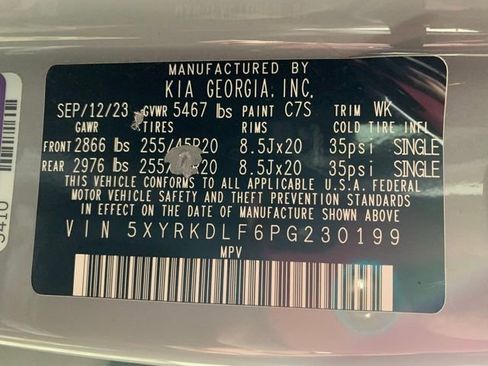 MANUFACTURED BY
KIA GEORGIA, INC.
SEP/12/23 GVWR 5467 lbs PAINT C7S TRIM WK
GAWR TIRES RIMS COLD TIRE INFL
FRONT 2866 lbs 255/45R20 8.5Jx20 35psi SINGLE
REAR 2976 lbs 255/ R20 8.5Jx20 35psi SINGLE
THIS VEHICLE CONFORMS TO ALL APPLICABLE U.S.A. FEDERAL
MOTOR VEHICLE SAFETY AND THEFT PREVENTION STANDARDS
IN EFFECT ON THE DATE OF MANUFACTURE SHOWN ABOVE
VIN 5XYRKDLF6PG230199
MPV
5410